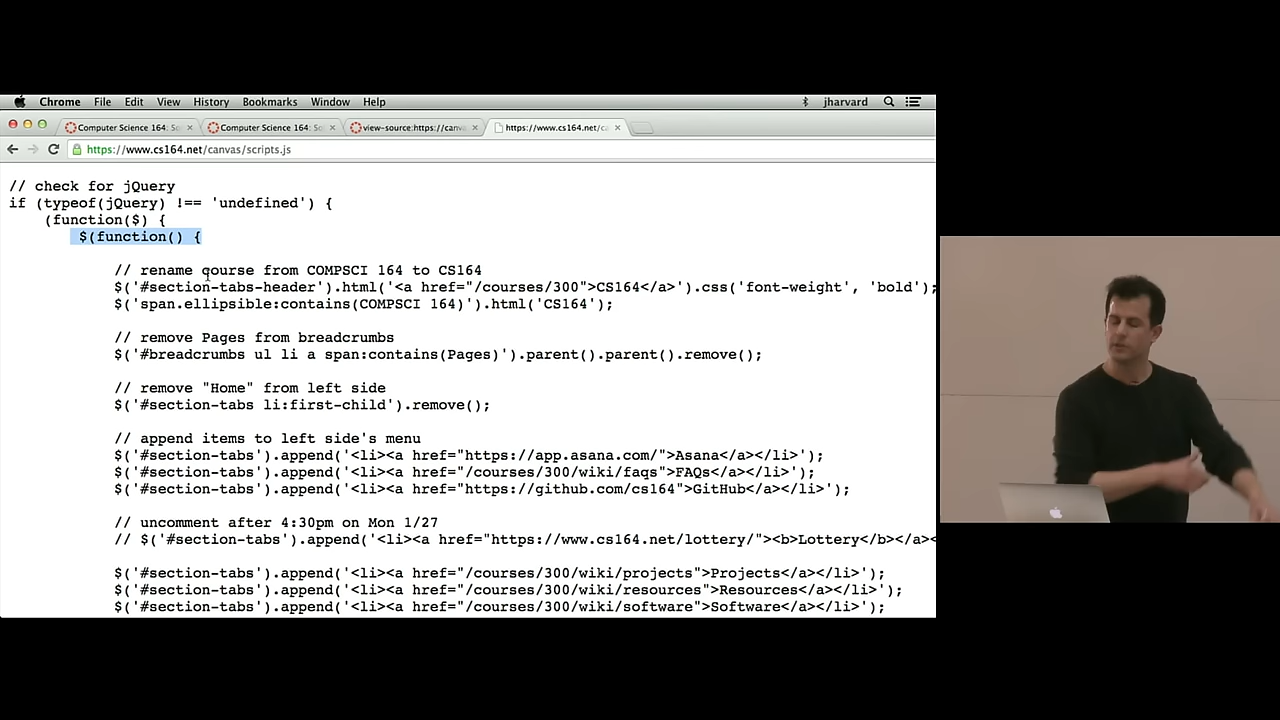 Chrome File Edit View History Bookmarks Window Help jharvard
Computer Science 164: Se × Computer Science 164: S × view-source:https://canva × https://www.cs164.net/ca ×
https://www.cs164.net/canvas/scripts.js
// check for jQuery
if (typeof(jQuery) !== 'undefined') {
(function($) {
$(function() {
// rename course from COMPSCI 164 to CS164
$('#section-tabs-header').html('<a href="/courses/300">CS164</a>').css('font-weight', 'bold');
$('span.ellipsible:contains(COMPSCI 164)').html('CS164');
// remove Pages from breadcrumbs
$('#breadcrumbs ul li a span:contains(Pages)').parent().parent().remove();
// remove "Home" from left side
$('#section-tabs li:first-child').remove();
// append items to left side's menu
$('#section-tabs').append('<li><a href="https://app.asana.com/">Asana</a></li>');
$('#section-tabs').append('<li><a href="/courses/300/wiki/faqs">FAQs</a></li>');
$('#section-tabs').append('<li><a href="https://github.com/cs164">GitHub</a></li>');
// uncomment after 4:30pm on Mon 1/27
// $('#section-tabs').append('<li><a href="https://www.cs164.net/lottery/"><b>Lottery</b></a><
$('#section-tabs').append('<li><a href="/courses/300/wiki/projects">Projects</a></li>');
$('#section-tabs').append('<li><a href="/courses/300/wiki/resources">Resources</a></li>');
$('#section-tabs').append('<li><a href="/courses/300/wiki/software">Software</a></li>');